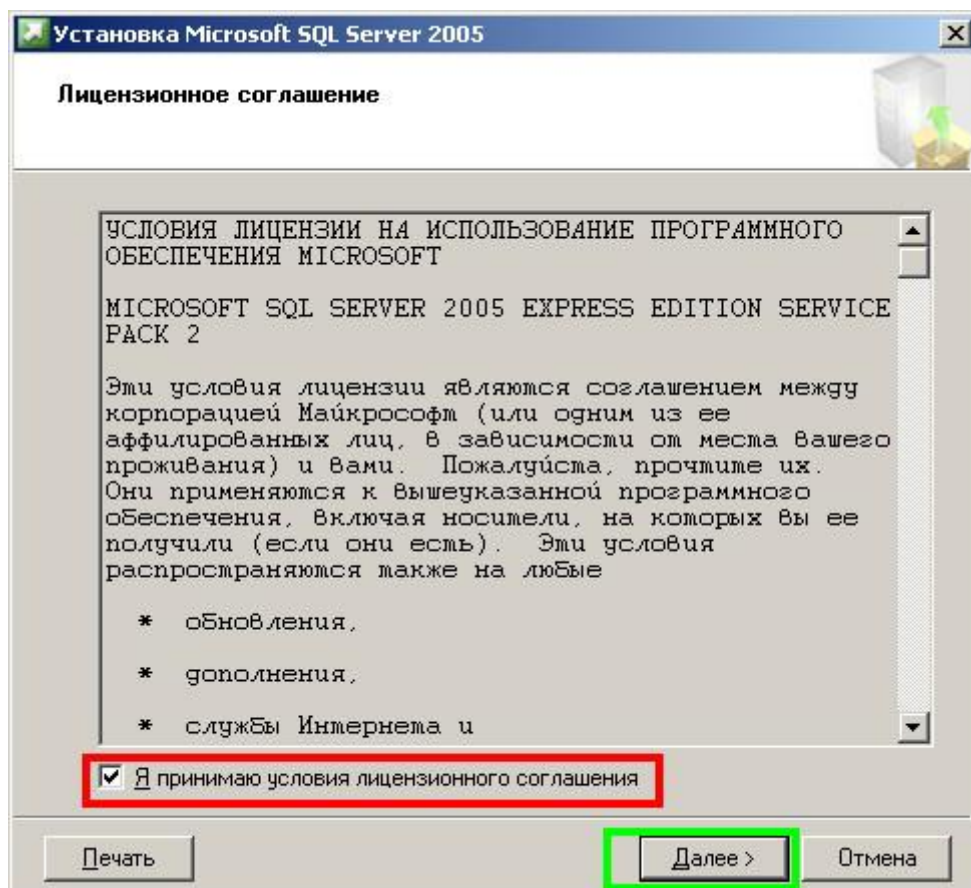 Установка Microsoft SQL Server 2005
Лицензионное соглашение
УСЛОВИЯ ЛИЦЕНЗИИ НА ИСПОЛЬЗОВАНИЕ ПРОГРАММНОГО
ОБЕСПЕЧЕНИЯ MICROSOFT
MICROSOFT SQL SERVER 2005 EXPRESS EDITION SERVICE
PACK 2
Эти условия лицензии являются соглашением между
корпорацией Майкрософт (или одним из ее
аффилированных лиц, в зависимости от места вашего
проживания) и вами. Пожалуйста, прочтите их.
Они применяются к вышеуказанной программного
обеспечения, включая носители, на которых вы ее
получили (если они есть). Эти условия
распространяются также на любые
* обновления,
* дополнения,
* службы Интернета и
Я принимаю условия лицензионного соглашения
Печать
Далее >
Отмена